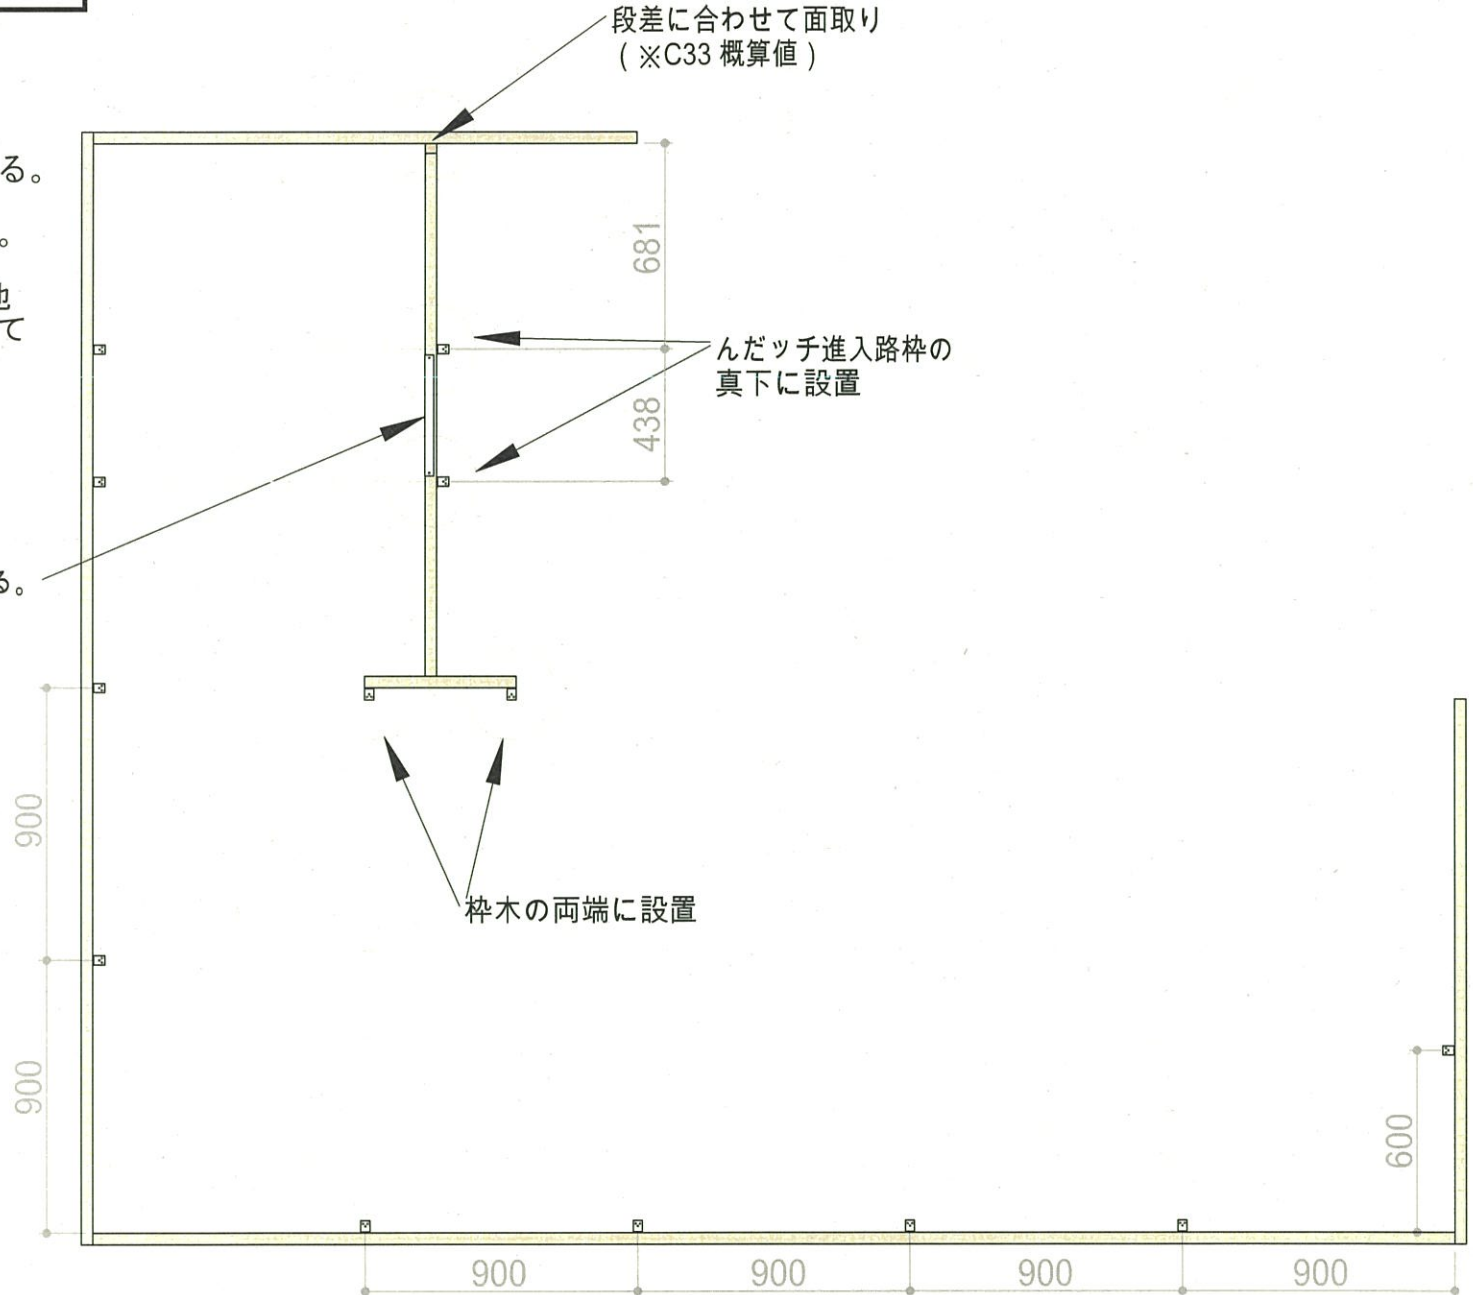 段差に合わせて面取り
( ※C33 概算値 )
る。
。
て
681
んだッチ進入路枠の
真下に設置
438
る。
900
枠木の両端に設置
900
600
900
900
900
900